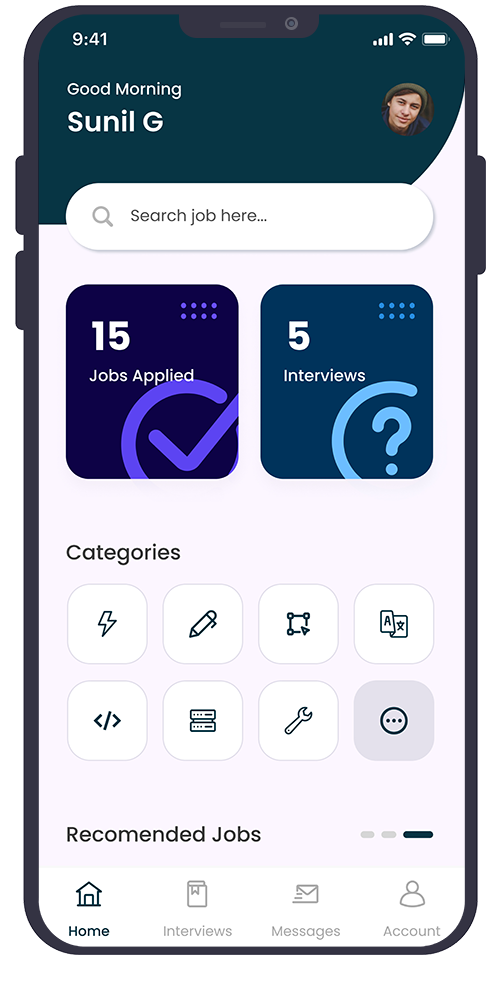 9:41
Good Morning
Sunil G
Search job here...
15
Jobs Applied
5
Interviews
Categories
A 文
</>
Recomended Jobs
Home
Interviews
Messages
Account